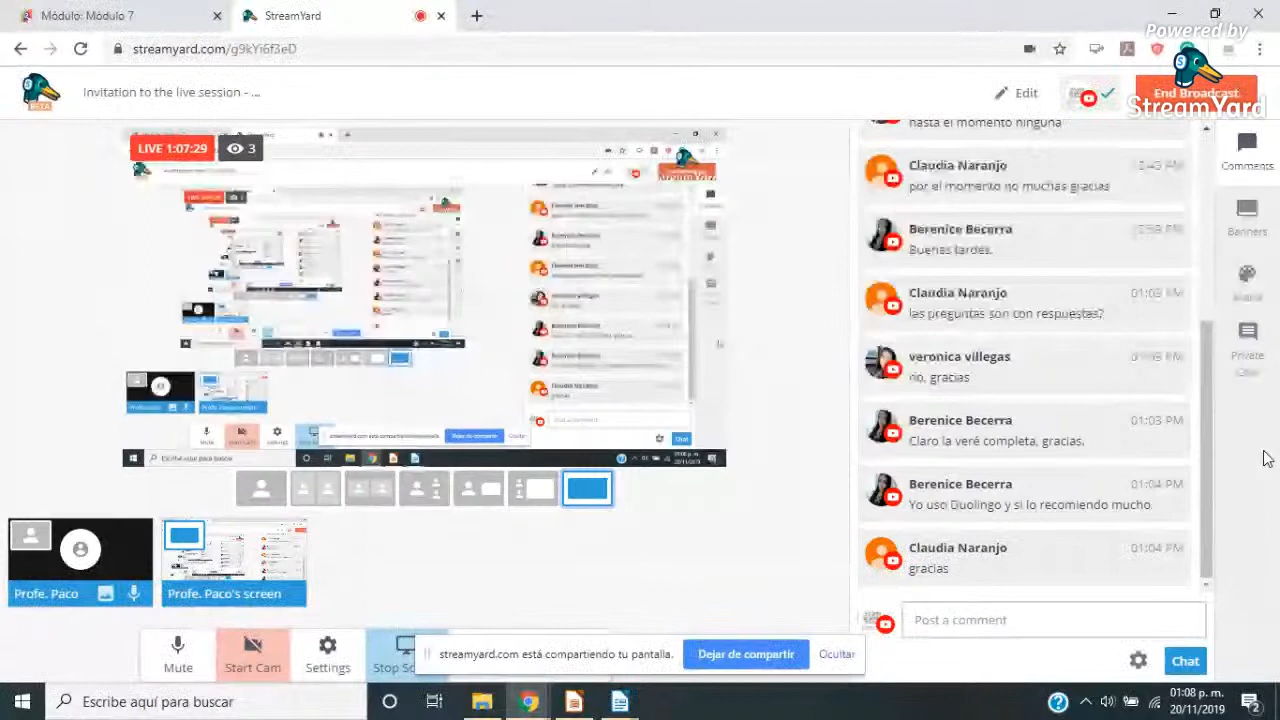 Módulo: Módulo 7
StreamYard
Powered by
streamyard.com/g9kYi6f3eD
StreamYard
BETA
Invitation to the live session - ...
Edit
End Broadcast
LIVE 1:07:29
3
hasta el momento ninguna
Claudia Naranjo
por el momento no muchas gracias
Berenice Becerra
Buenas tardes.
Claudia Naranjo 01:03 PM
las preguntas son con respuestas?
veronica villegas
no, gracias
Berenice Becerra 01:03 PM
Claro la veré completa, gracias.
Berenice Becerra 01:04 PM
Yo uso Duolingo y si lo recomiendo mucho
Claudia Naranjo 01:04 PM
gracias
Comments
Banners
Private
Post a comment
Chat
Profe. Paco
Profe. Paco's screen
Mute
Start Cam
Settings
Stop
streamyard.com está compartiendo tu pantalla.
Dejar de compartir
Ocultar
Escribe aquí para buscar
01:08 p. m.
20/11/2019
2